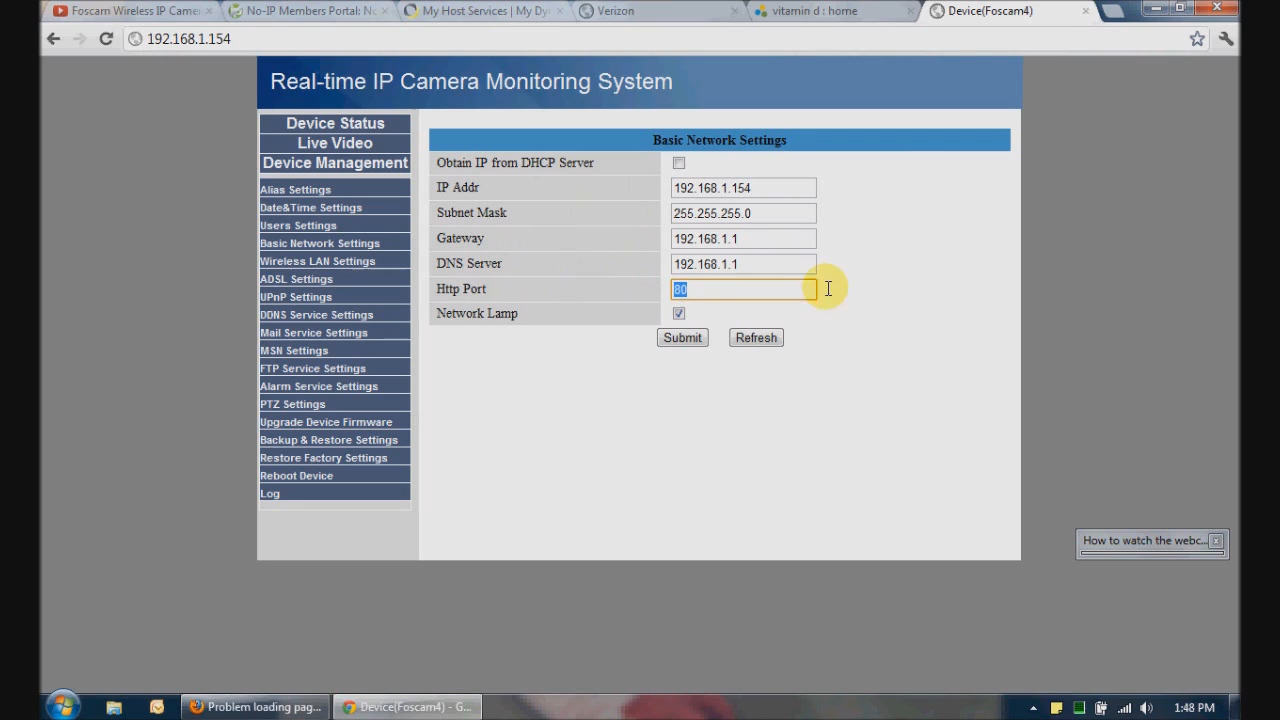 Foscam Wireless IP Camer
No-IP Members Portal: No
My Host Services | My Dyn
Verizon
vitamin d : home
Device(Foscam4)
192.168.1.154
Real-time IP Camera Monitoring System
Device Status
Live Video
Device Management
Alias Settings
Date&Time Settings
Users Settings
Basic Network Settings
Wireless LAN Settings
ADSL Settings
UPnP Settings
DDNS Service Settings
Mail Service Settings
MSN Settings
FTP Service Settings
Alarm Service Settings
PTZ Settings
Upgrade Device Firmware
Backup & Restore Settings
Restore Factory Settings
Reboot Device
Log
Basic Network Settings
Obtain IP from DHCP Server
IP Addr 192.168.1.154
Subnet Mask 255.255.255.0
Gateway 192.168.1.1
DNS Server 192.168.1.1
Http Port 80
Network Lamp
Submit Refresh
How to watch the webc...
Problem loading pag...
Device(Foscam4) - G...
1:48 PM